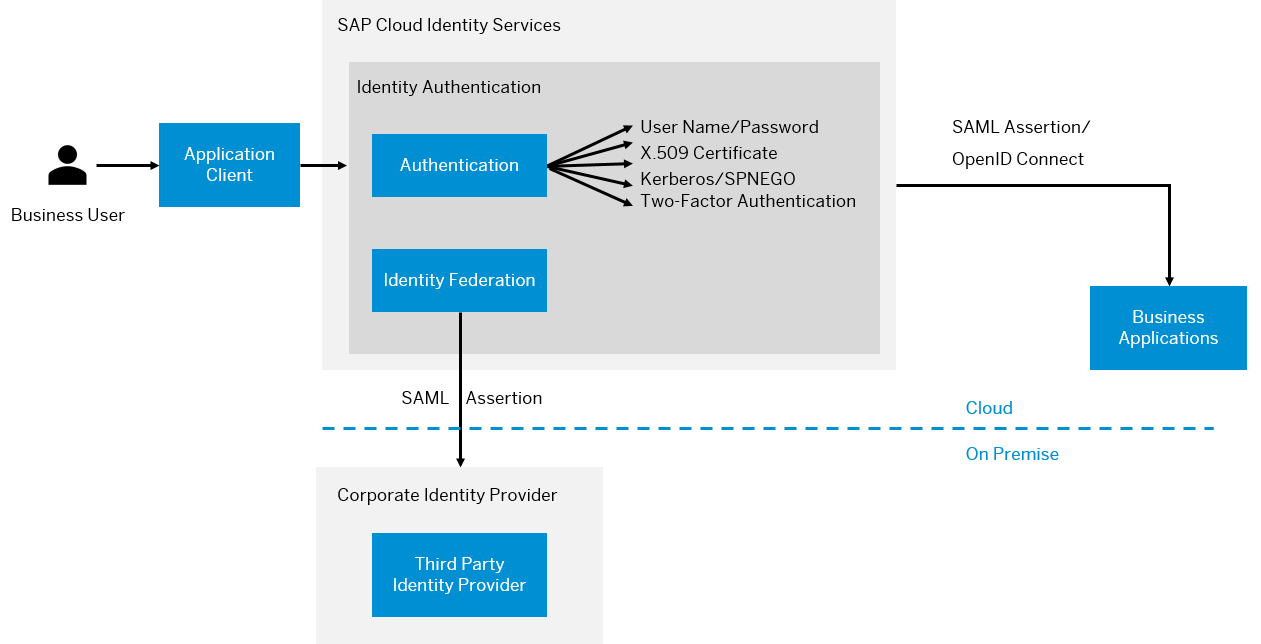 SAP Cloud Identity Services
Identity Authentication
User Name/Password
X.509 Certificate
Kerberos/SPNEGO
Two-Factor Authentication
Authentication
Application
Client
Business User
Identity Federation
SAML Assertion/
OpenID Connect
Business
Applications
SAML Assertion
Cloud
On Premise
Corporate Identity Provider
Third Party
Identity Provider